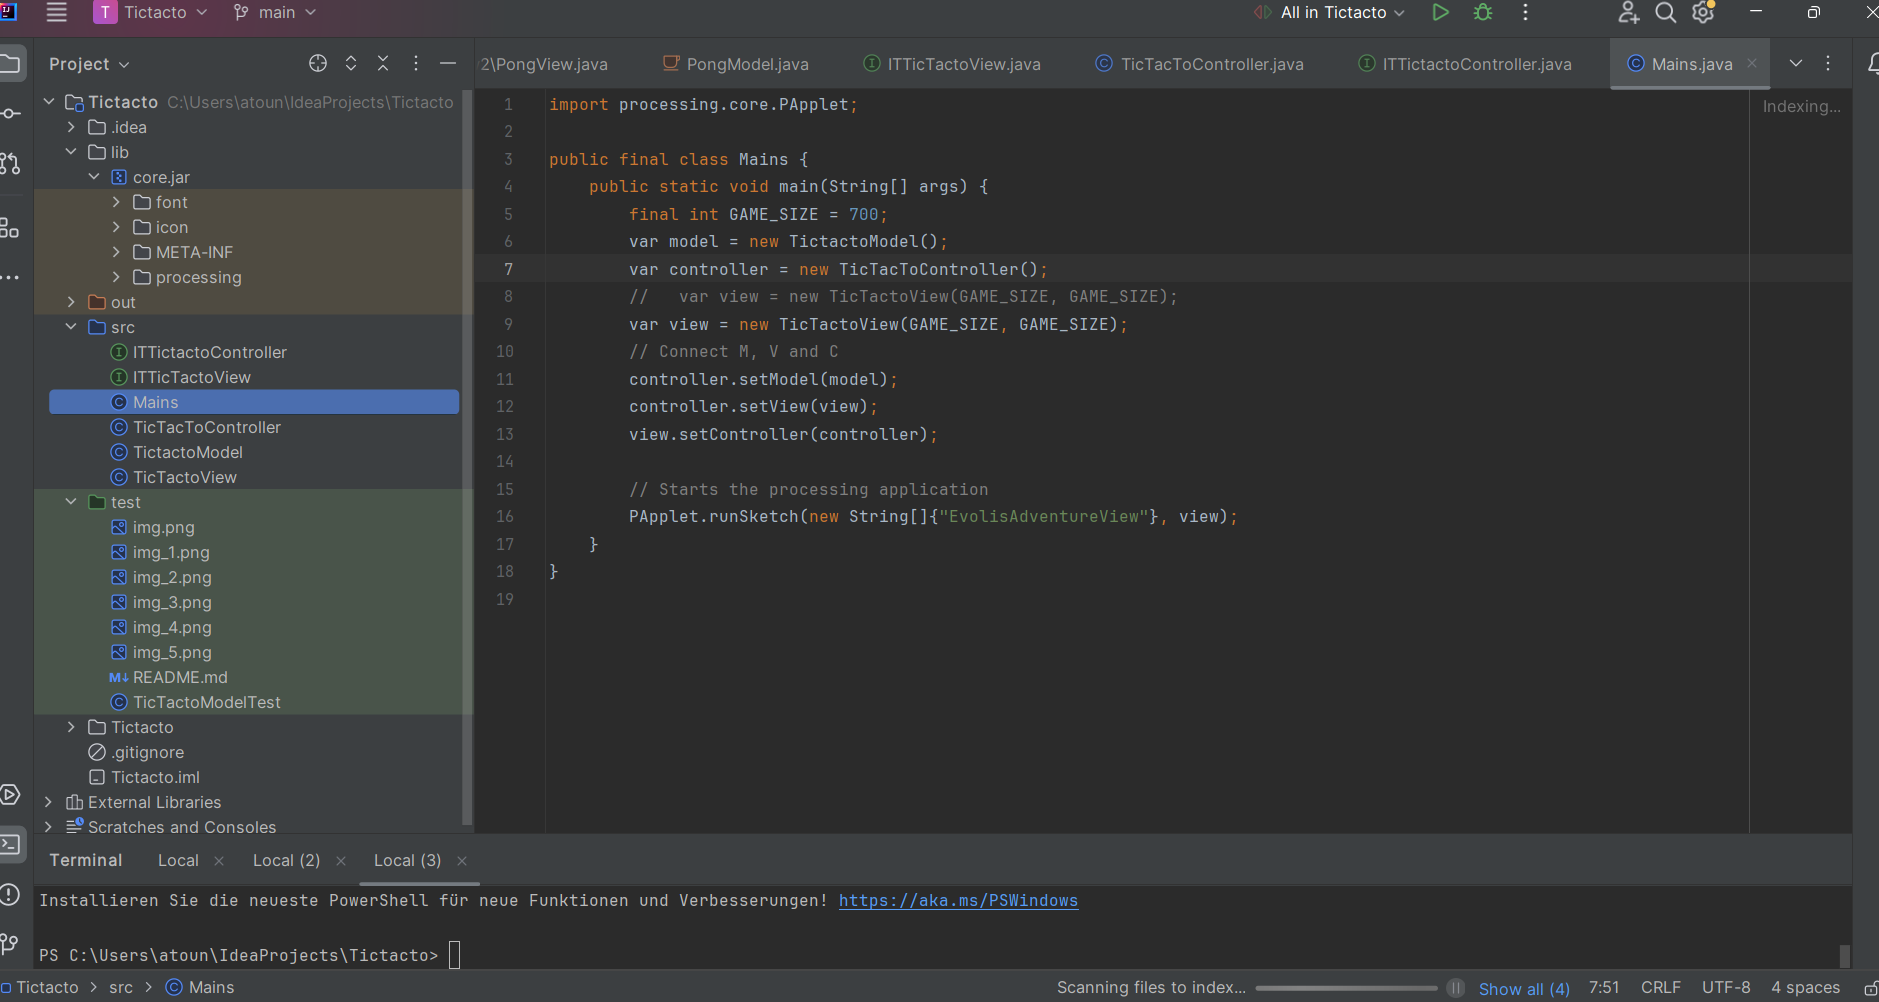 T Tictacto main All in Tictacto
Project
2\PongView.java PongModel.java ITTicTactoView.java TicTacToController.java ITTictactoController.java Mains.java
Tictacto C:\Users\atoun\IdeaProjects\Tictacto
.idea
lib
core.jar
font
icon
META-INF
processing
out
src
ITTictactoController
ITTicTactoView
Mains
TicTacToController
TictactoModel
TicTactoView
test
img.png
img_1.png
img_2.png
img_3.png
img_4.png
img_5.png
README.md
TicTactoModelTest
Tictacto
.gitignore
Tictacto.iml
External Libraries
Scratches and Consoles
Indexing...
1 import processing.core.PApplet;
2
3 public final class Mains {
4 public static void main(String[] args) {
5 final int GAME_SIZE = 700;
6 var model = new TictactoModel();
7 var controller = new TicTacToController();
8 //   var view = new TicTactoView(GAME_SIZE, GAME_SIZE);
9 var view = new TicTactoView(GAME_SIZE, GAME_SIZE);
10 // Connect M, V and C
11 controller.setModel(model);
12 controller.setView(view);
13 view.setController(controller);
14
15 // Starts the processing application
16 PApplet.runSketch(new String[]{"EvolisAdventureView"}, view);
17 }
18 }
19
Terminal Local Local (2) Local (3)
Installieren Sie die neueste PowerShell für neue Funktionen und Verbesserungen! https://aka.ms/PSWindows
PS C:\Users\atoun\IdeaProjects\Tictacto>
Tictacto > src > Mains Scanning files to index... Show all (4) 7:51 CRLF UTF-8 4 spaces